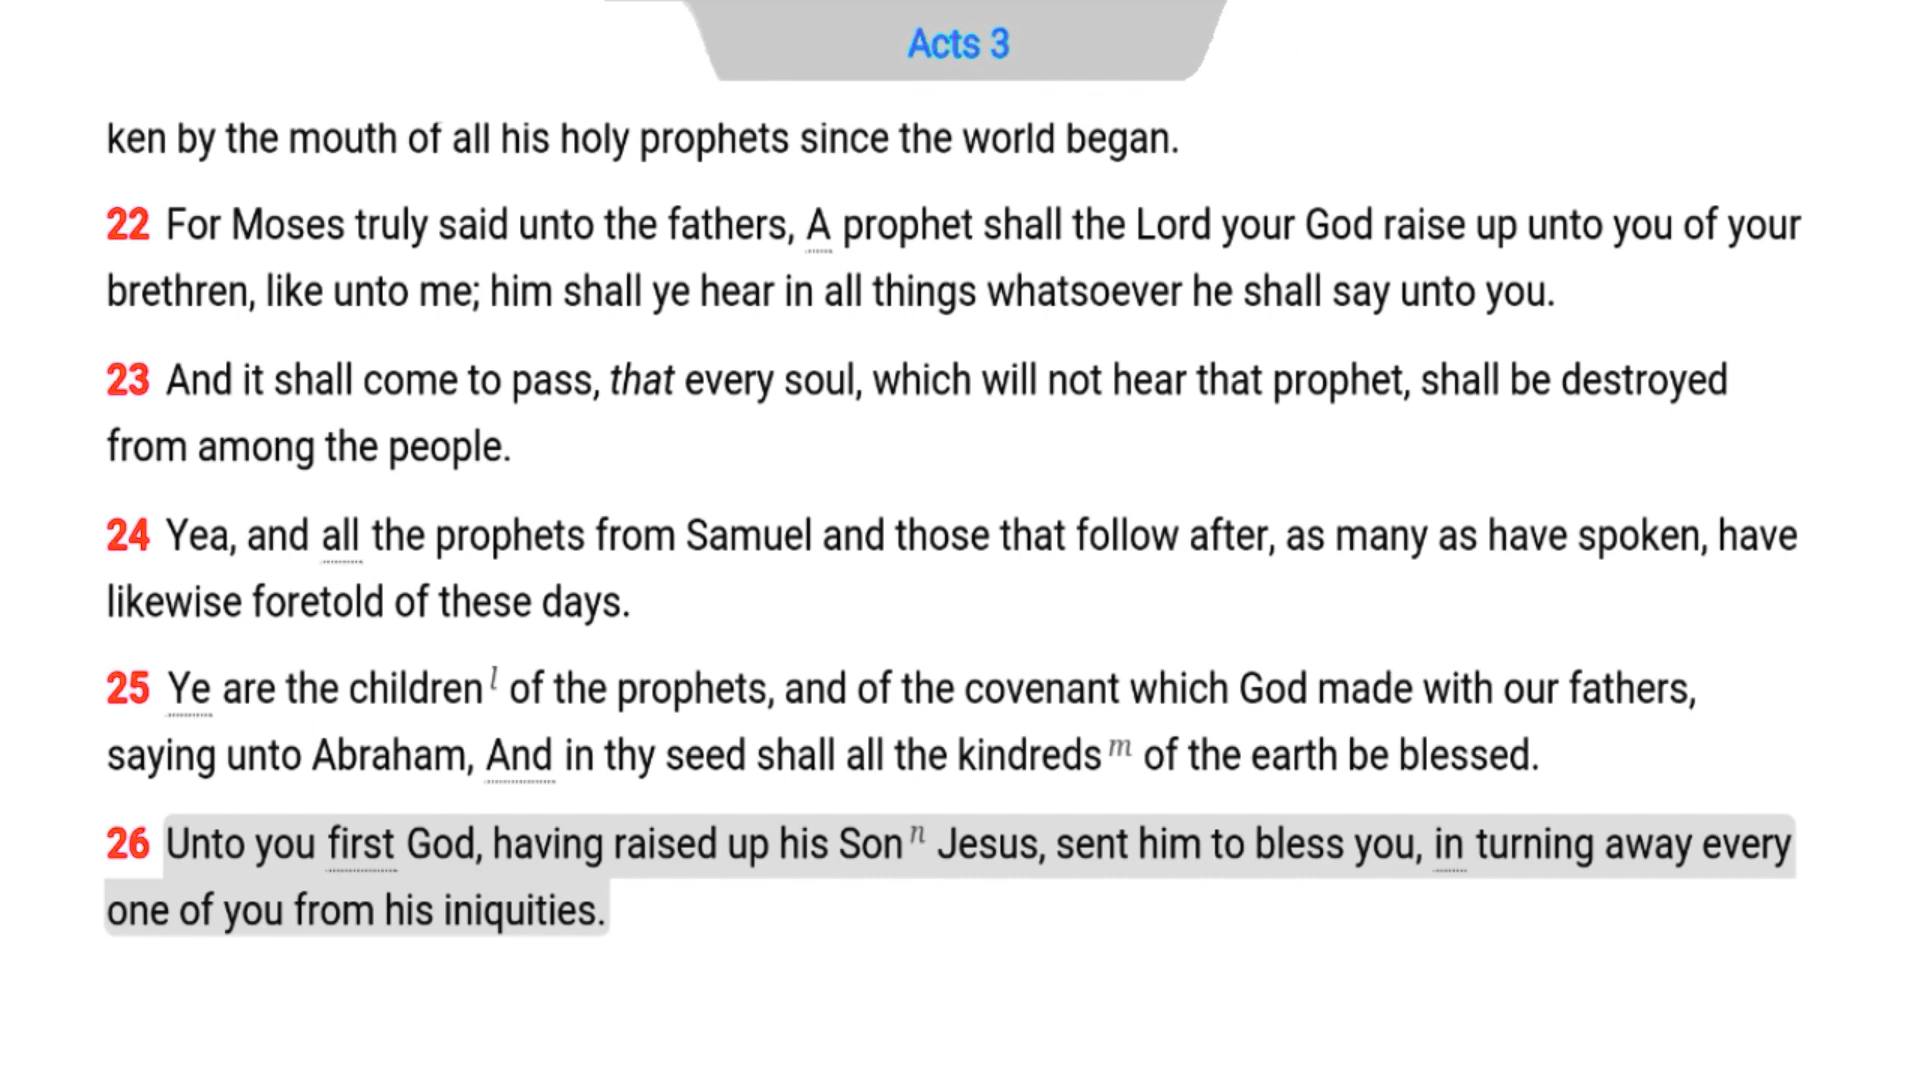 Acts 3
ken by the mouth of all his holy prophets since the world began.
22 For Moses truly said unto the fathers, A prophet shall the Lord your God raise up unto you of your
brethren, like unto me; him shall ye hear in all things whatsoever he shall say unto you.
23 And it shall come to pass, that every soul, which will not hear that prophet, shall be destroyed
from among the people.
24 Yea, and all the prophets from Samuel and those that follow after, as many as have spoken, have
likewise foretold of these days.
25 Ye are the children l of the prophets, and of the covenant which God made with our fathers,
saying unto Abraham, And in thy seed shall all the kindreds m of the earth be blessed.
26 Unto you first God, having raised up his Son n Jesus, sent him to bless you, in turning away every
one of you from his iniquities.